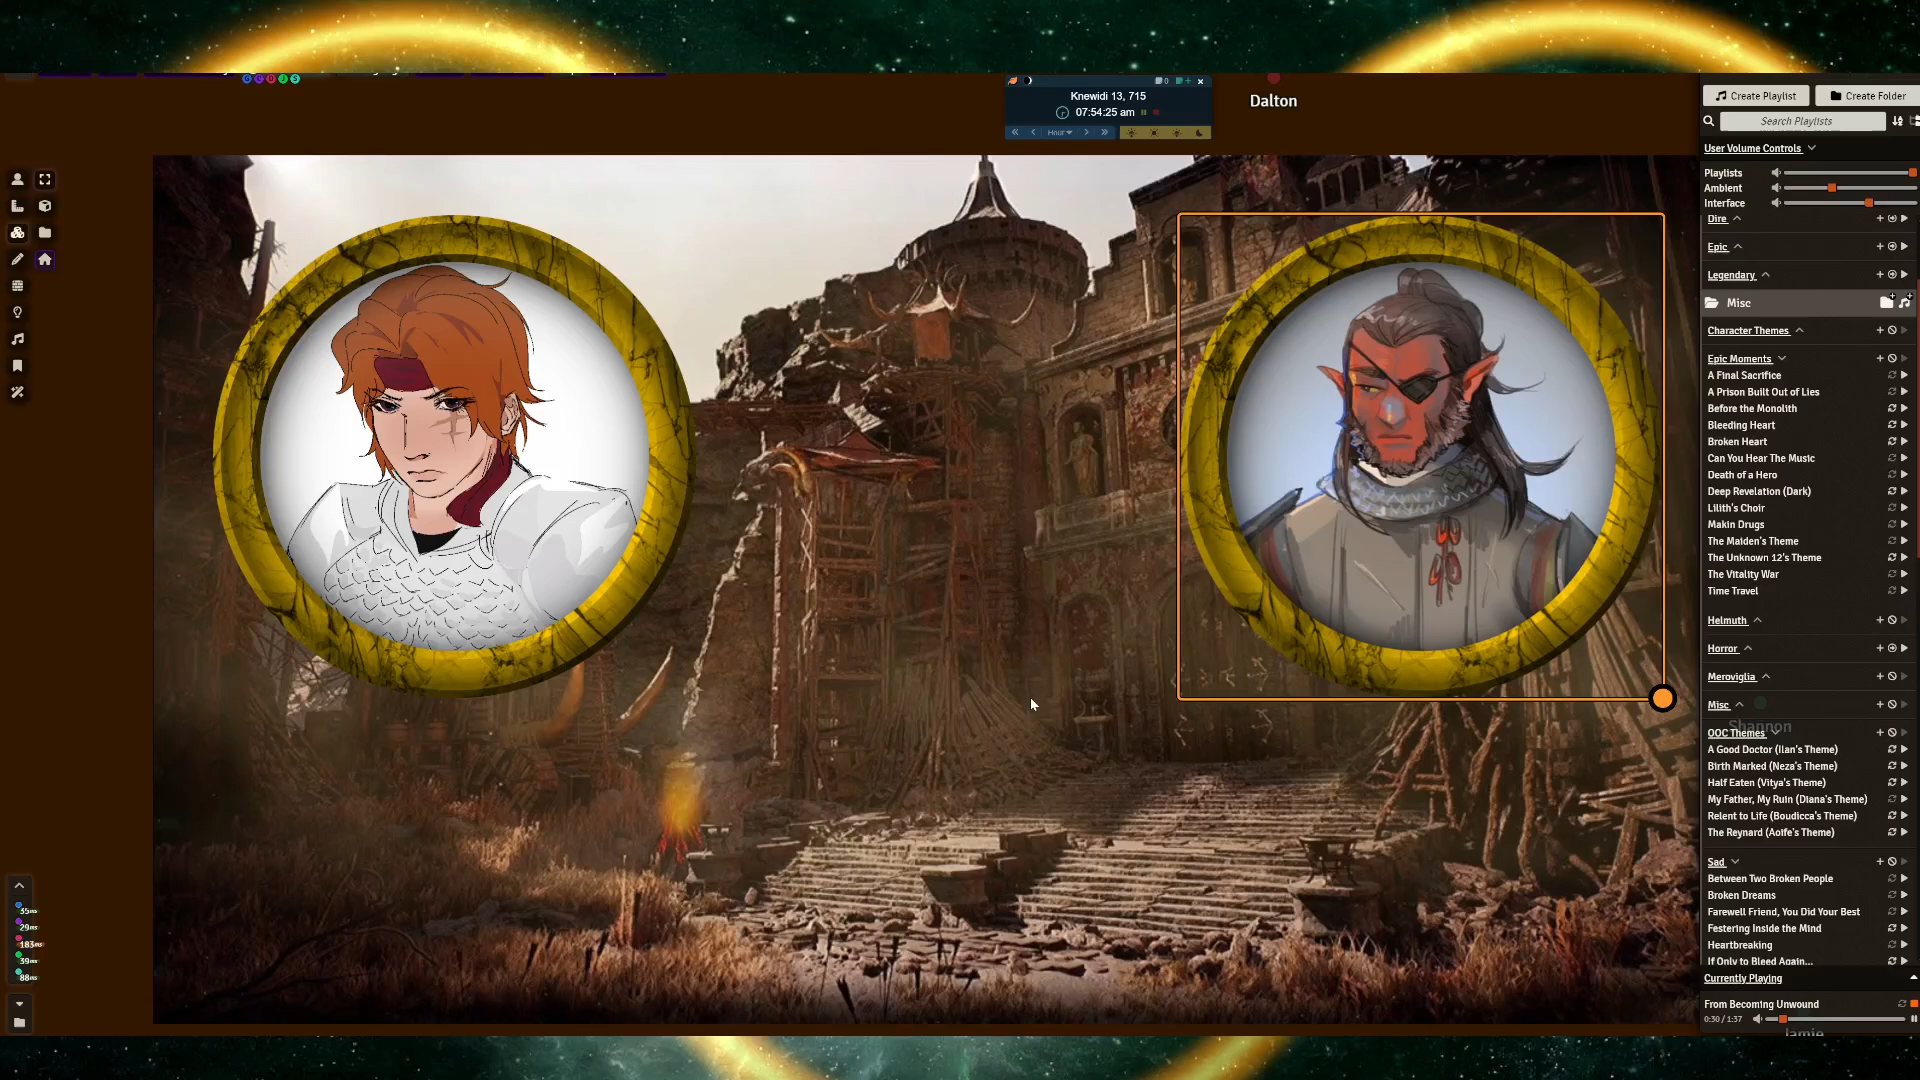 G C D J S
0
Knewidi 13, 715
07:54:25 am
Hour
Dalton
Create Playlist
Create Folder
Search Playlists
User Volume Controls
Playlists
Ambient
Interface
Dire
Epic
Legendary
Misc
Character Themes
Epic Moments
A Final Sacrifice
A Prison Built Out of Lies
Before the Monolith
Bleeding Heart
Broken Heart
Can You Hear The Music
Death of a Hero
Deep Revelation (Dark)
Lilith's Choir
Makin Drugs
The Maiden's Theme
The Unknown 12's Theme
The Vitality War
Time Travel
Helmuth
Horror
Meroviglia
Misc
Shannon
OOC Themes
A Good Doctor (Ilan's Theme)
Birth Marked (Neza's Theme)
Half Eaten (Vitya's Theme)
My Father, My Ruin (Diana's Theme)
Relent to Life (Boudicca's Theme)
The Reynard (Aoife's Theme)
Sad
Between Two Broken People
Broken Dreams
Farewell Friend, You Did Your Best
Festering Inside the Mind
Heartbreaking
If Only to Bleed Again...
Currently Playing
From Becoming Unwound
0:30 / 1:37
Jamie
35ms
29ms
183ms
39ms
88ms